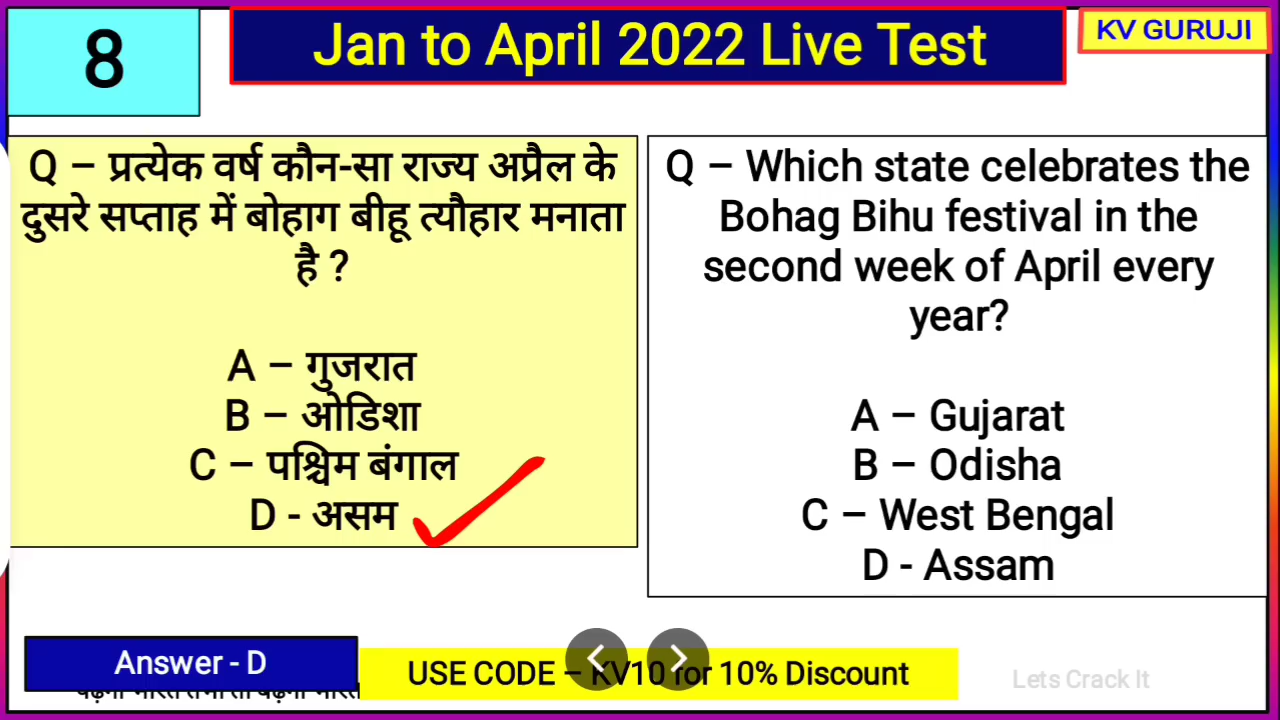 8
Jan to April 2022 Live Test
KV GURUJI
Q – प्रत्येक वर्ष कौन-सा राज्य अप्रैल के
दुसरे सप्ताह में बोहाग बीहू त्यौहार मनाता
है ?
A – गुजरात
B – ओडिशा
C – पश्चिम बंगाल
D - असम
Q – Which state celebrates the
Bohag Bihu festival in the
second week of April every
year?
A – Gujarat
B – Odisha
C – West Bengal
D - Assam
Answer - D
USE CODE – KV10 for 10% Discount
Lets Crack It